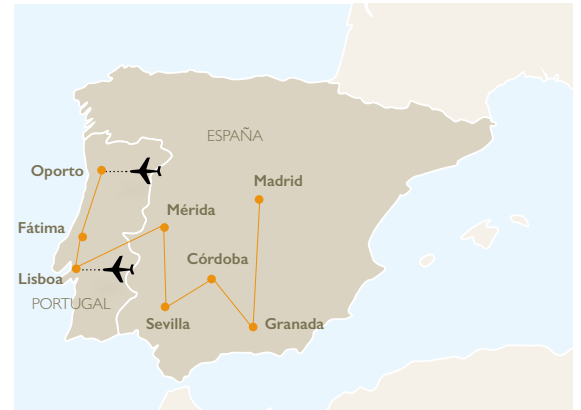 ESPAÑA
Oporto
Madrid
Mérida
Fátima
Córdoba
Lisboa
PORTUGAL
Sevilla
Granada